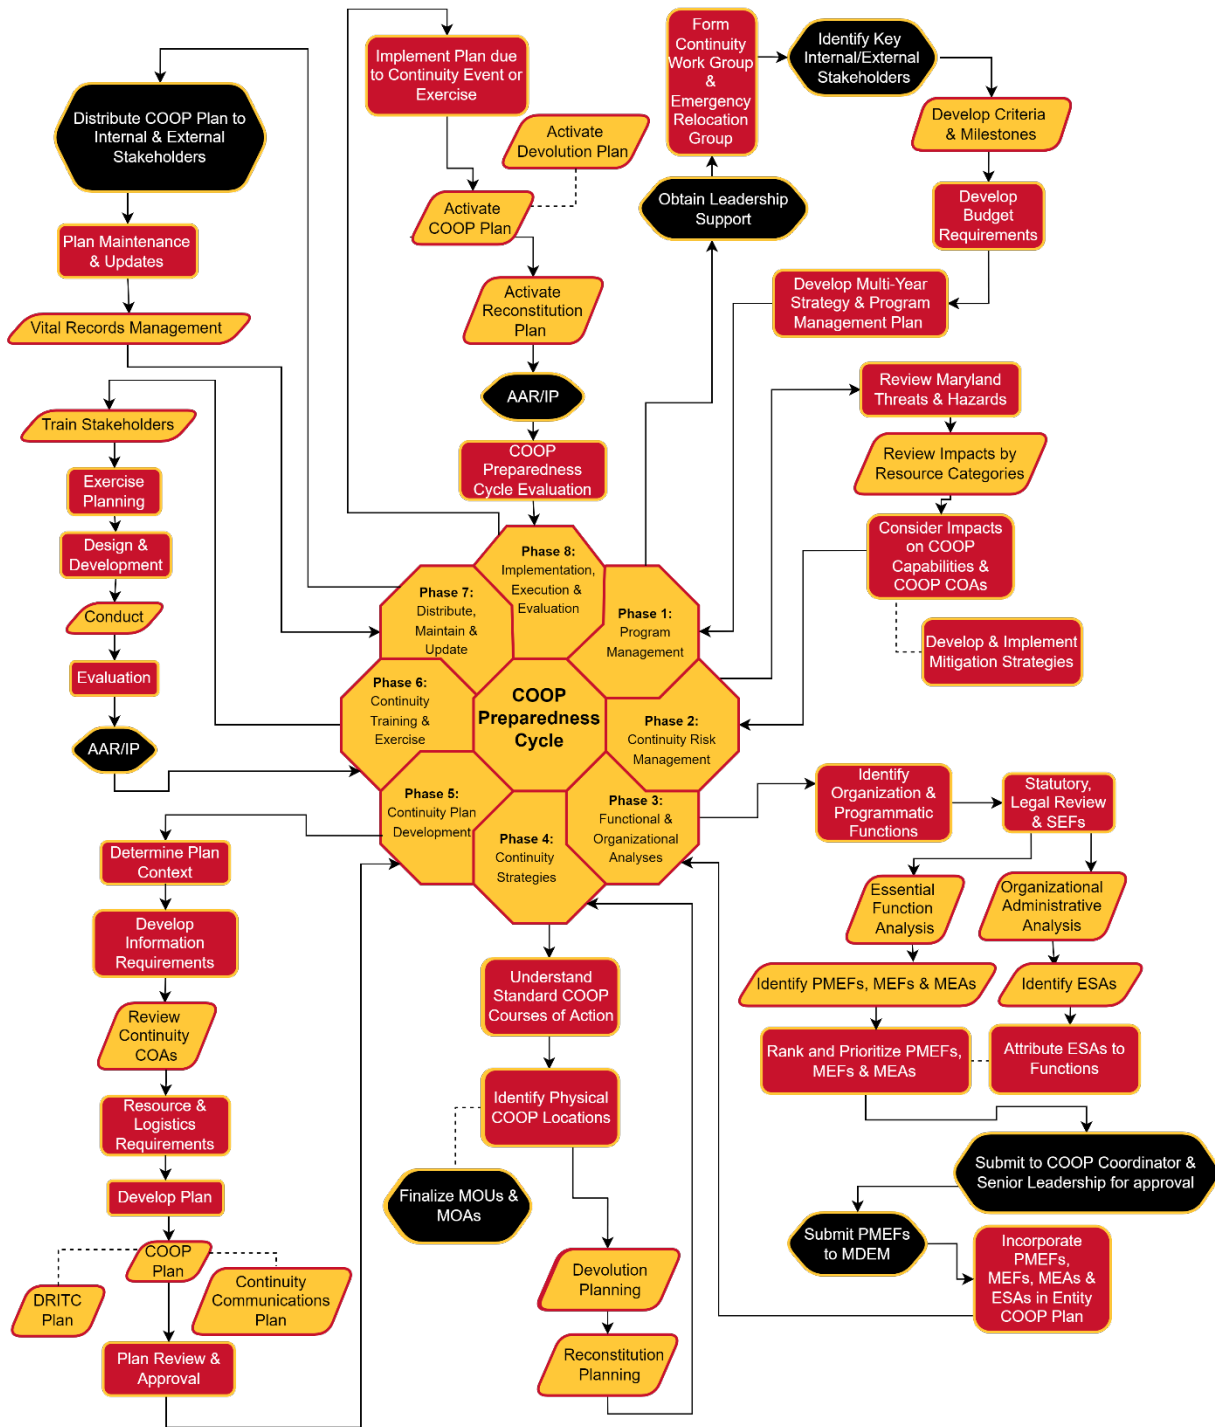 Distribute COOP Plan to
Internal & External
Stakeholders
Plan Maintenance
& Updates
Vital Records Management
Implement Plan due
to Continuity Event or
Exercise
Activate
Devolution Plan
Activate
COOP Plan
Activate
Reconstitution
Plan
AAR/IP
COOP
Preparedness
Cycle Evaluation
Form
Continuity
Work Group
&
Emergency
Relocation
Group
Identify Key
Internal/External
Stakeholders
Develop Criteria
& Milestones
Obtain Leadership
Support
Develop
Budget
Requirements
Develop Multi-Year
Strategy & Program
Management Plan
Review Maryland
Threats & Hazards
Review Impacts by
Resource Categories
Consider Impacts
on COOP
Capabilities &
COOP COAs
Develop & Implement
Mitigation Strategies
Train Stakeholders
Exercise
Planning
Design &
Development
Conduct
Evaluation
AAR/IP
Phase 8:
Implementation,
Execution &
Evaluation
Phase 7:
Distribute,
Maintain &
Update
Phase 1:
Program
Management
Phase 6:
Continuity
Training &
Exercise
COOP
Preparedness
Cycle
Phase 2:
Continuity Risk
Management
Phase 5:
Continuity Plan
Development
Phase 4:
Continuity
Strategies
Phase 3:
Functional &
Organizational
Analyses
Identify
Organization &
Programmatic
Functions
Statutory,
Legal Review
& SEFs
Essential
Function
Analysis
Organizational
Administrative
Analysis
Identify PMEFs, MEFs & MEAs
Identify ESAs
Rank and Prioritize PMEFs,
MEFs & MEAs
Attribute ESAs to
Functions
Submit to COOP Coordinator &
Senior Leadership for approval
Submit PMEFs
to MDEM
Incorporate
PMEFs,
MEFs, MEAs &
ESAs in Entity
COOP Plan
Determine Plan
Context
Develop
Information
Requirements
Review
Continuity
COAs
Resource &
Logistics
Requirements
Develop Plan
COOP
Plan
DRITC
Plan
Continuity
Communications
Plan
Plan Review &
Approval
Understand
Standard COOP
Courses of Action
Identify Physical
COOP Locations
Finalize MOUs &
MOAs
Devolution
Planning
Reconstitution
Planning